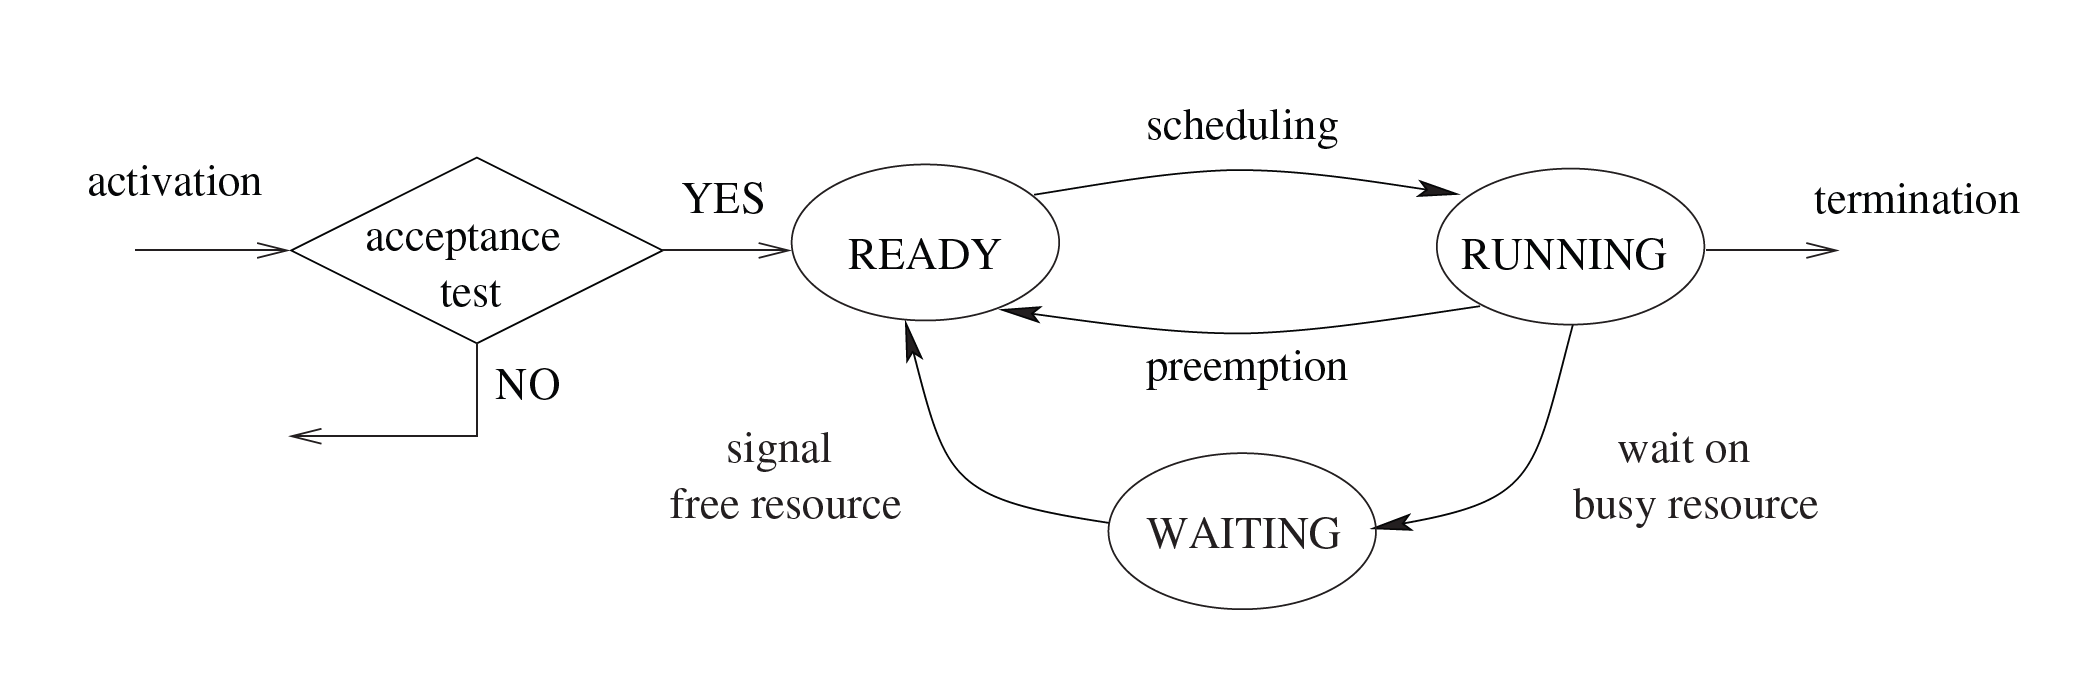 activation
acceptance
test
YES
NO
READY
scheduling
preemption
RUNNING
termination
signal
free resource
WAITING
wait on
busy resource